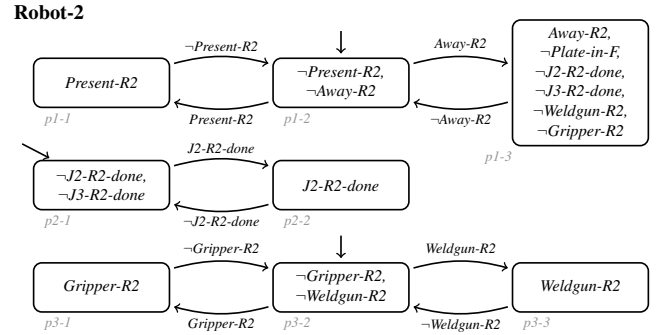 Robot-2
Present-R2
p1-1
¬Present-R2
Present-R2
¬Present-R2,
¬Away-R2
p1-2
Away-R2
¬Away-R2
Away-R2,
¬Plate-in-F,
¬J2-R2-done,
¬J3-R2-done,
¬Weldgun-R2,
¬Gripper-R2
p1-3
¬J2-R2-done,
¬J3-R2-done
p2-1
J2-R2-done
¬J2-R2-done
J2-R2-done
p2-2
Gripper-R2
p3-1
¬Gripper-R2
Gripper-R2
¬Gripper-R2,
¬Weldgun-R2
p3-2
Weldgun-R2
¬Weldgun-R2
Weldgun-R2
p3-3